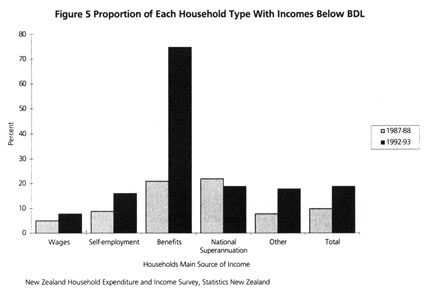 Figure 5 Proportion of Each Household Type With Incomes Below BDL
80
70
60
50
40
30
20
10
0
Percent
Wages
Self-employment
Benefits
National
Superannuation
Other
Total
Households Main Source of Income
1987-88
1992-93
New Zealand Household Expenditure and Income Survey, Statistics New Zealand